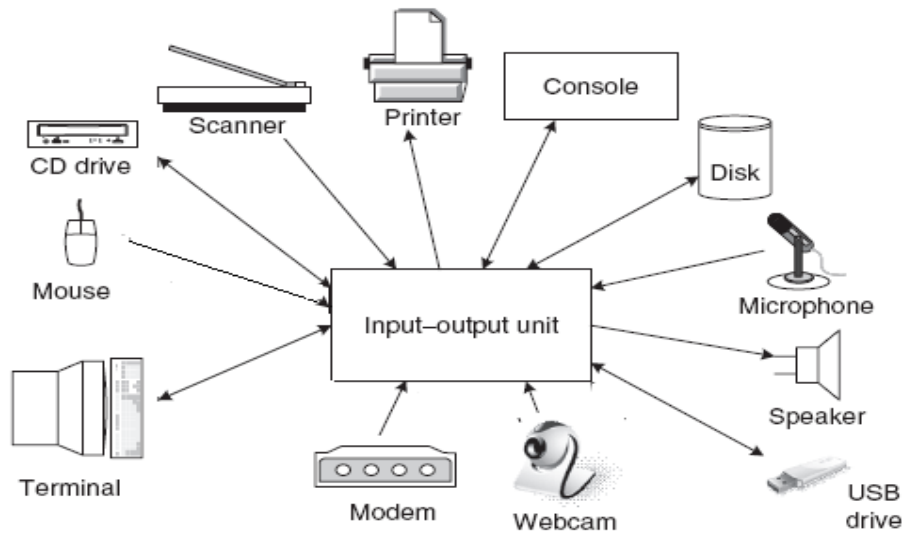 Console
Printer
Scanner
CD drive
Disk
Mouse
Microphone
Input–output unit
Speaker
Terminal
Modem
Webcam
USB
drive